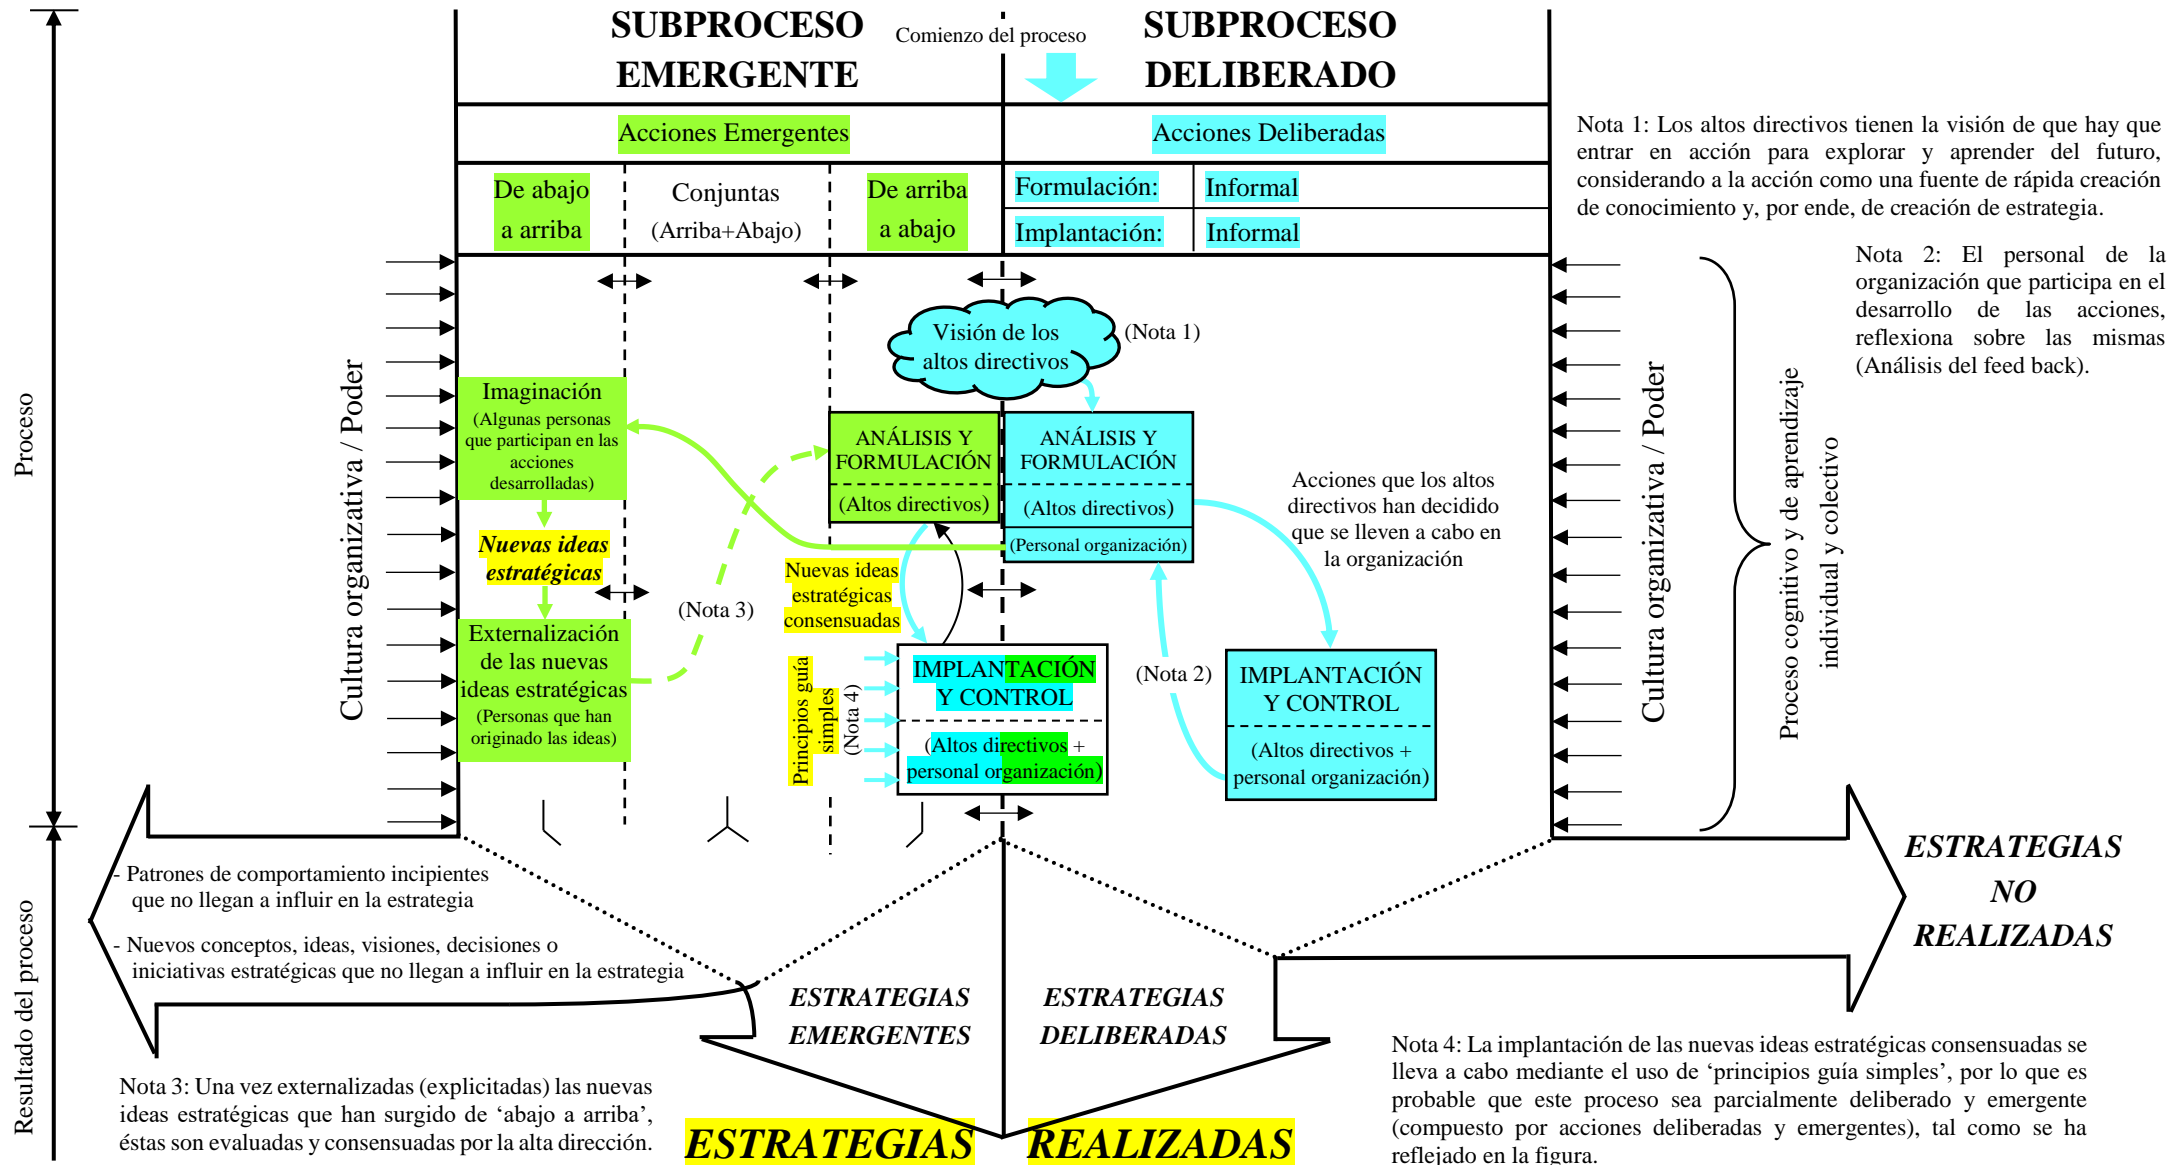 SUBPROCESO
EMERGENTE
Comienzo del proceso
SUBPROCESO
DELIBERADO
Acciones Emergentes
Acciones Deliberadas
De abajo
a arriba
Conjuntas
(Arriba+Abajo)
De arriba
a abajo
Formulación:
Informal
Implantación:
Informal
Nota 1: Los altos directivos tienen la visión de que hay que
entrar en acción para explorar y aprender del futuro,
considerando a la acción como una fuente de rápida creación
de conocimiento y, por ende, de creación de estrategia.
Nota 2: El personal de la
organización que participa en el
desarrollo de las acciones,
reflexiona sobre las mismas
(Análisis del feed back).
Proceso
Cultura organizativa / Poder
Visión de los
altos directivos
(Nota 1)
Imaginación
(Algunas personas
que participan en las
acciones
desarrolladas)
Nuevas ideas
estratégicas
Externalización
de las nuevas
ideas estratégicas
(Personas que han
originado las ideas)
(Nota 3)
ANÁLISIS Y
FORMULACIÓN
(Altos directivos)
ANÁLISIS Y
FORMULACIÓN
(Altos directivos)
(Personal organización)
Nuevas ideas
estratégicas
consensuadas
Principios guía
simples
(Nota 4)
IMPLANTACIÓN
Y CONTROL
(Altos directivos +
personal organización)
Acciones que los altos
directivos han decidido
que se lleven a cabo en
la organización
(Nota 2)
IMPLANTACIÓN
Y CONTROL
(Altos directivos +
personal organización)
Cultura organizativa / Poder
Proceso cognitivo y de aprendizaje
individual y colectivo
Resultado del proceso
- Patrones de comportamiento incipientes
que no llegan a influir en la estrategia
- Nuevos conceptos, ideas, visiones, decisiones o
iniciativas estratégicas que no llegan a influir en la estrategia
ESTRATEGIAS
EMERGENTES
ESTRATEGIAS
DELIBERADAS
ESTRATEGIAS
NO
REALIZADAS
Nota 3: Una vez externalizadas (explicitadas) las nuevas
ideas estratégicas que han surgido de ‘abajo a arriba’,
éstas son evaluadas y consensuadas por la alta dirección.
ESTRATEGIAS REALIZADAS
Nota 4: La implantación de las nuevas ideas estratégicas consensuadas se
lleva a cabo mediante el uso de ‘principios guía simples’, por lo que es
probable que este proceso sea parcialmente deliberado y emergente
(compuesto por acciones deliberadas y emergentes), tal como se ha
reflejado en la figura.